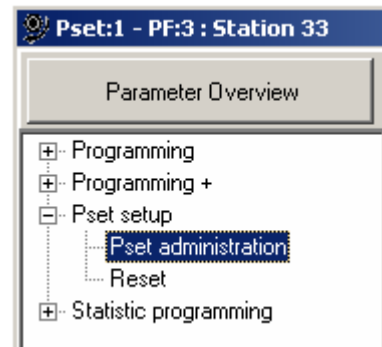 Pset:1 - PF:3 : Station 33
Parameter Overview
Programming
Programming +
Pset setup
Pset administration
Reset
Statistic programming